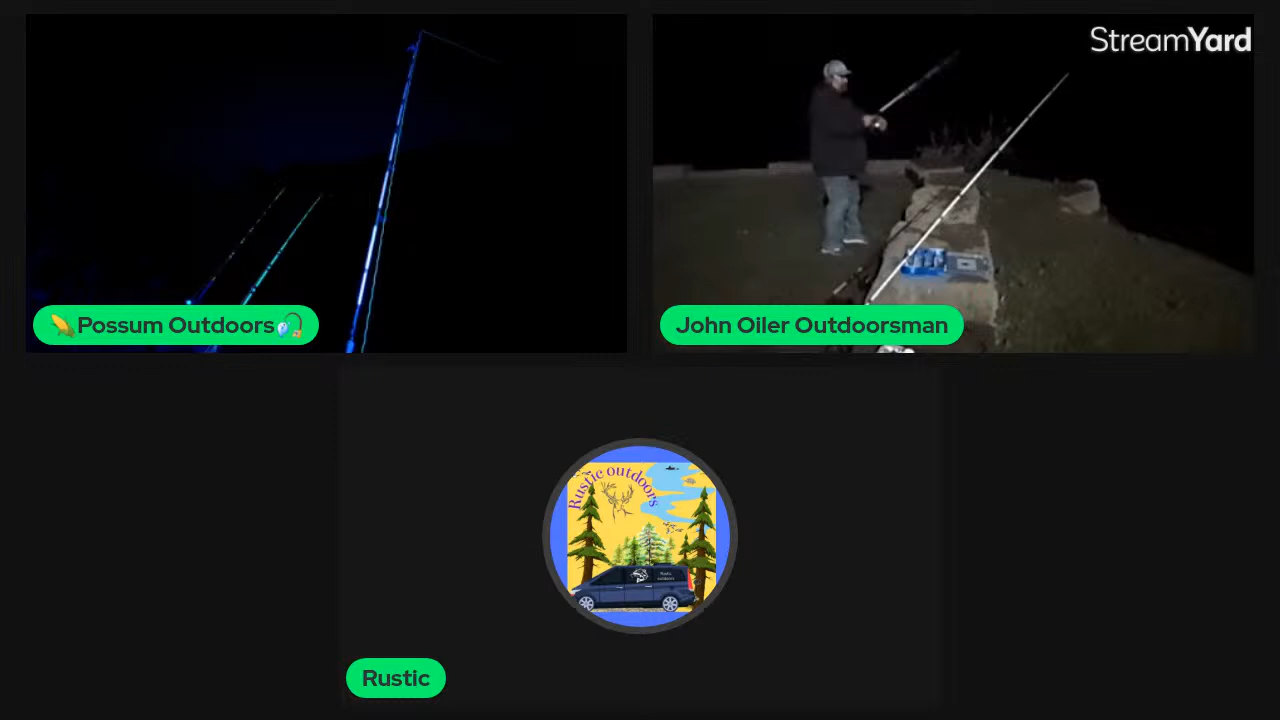 StreamYard
🌽Possum Outdoors🎣
John Oiler Outdoorsman
Rustic outdoors
Rustic